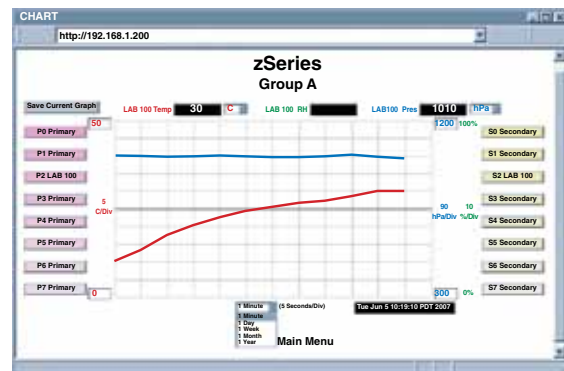 CHART
http://192.168.1.200
zSeries
Group A
Save Current Graph
LAB 100 Temp 30 C
LAB 100 RH
LAB100 Pres 1010 hPa
50
1200 100%
P0 Primary
P1 Primary
P2 LAB 100
P3 Primary
P4 Primary
P5 Primary
P6 Primary
P7 Primary
5
C/Div
90
hPa/Div
10
%/Div
S0 Secondary
S1 Secondary
S2 LAB 100
S3 Secondary
S4 Secondary
S5 Secondary
S6 Secondary
S7 Secondary
0
300 0%
1 Minute (5 Seconds/Div)
Tue Jun 5 10:19:10 PDT 2007
1 Minute
1 Day
1 Week
1 Month
1 Year
Main Menu